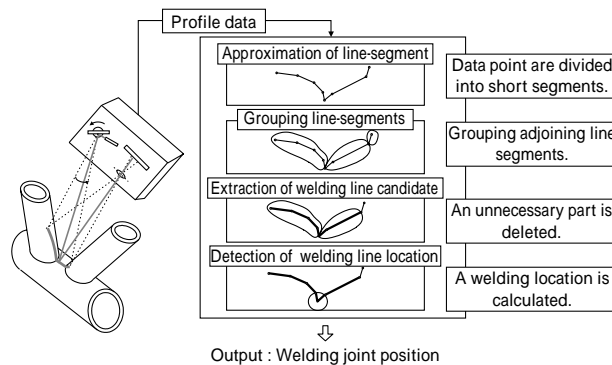 Profile data
Approximation of line-segment
Data point are divided
into short segments.
Grouping line-segments
Grouping adjoining line
segments.
Extraction of welding line candidate
An unnecessary part is
deleted.
Detection of welding line location
A welding location is
calculated.
Output : Welding joint position